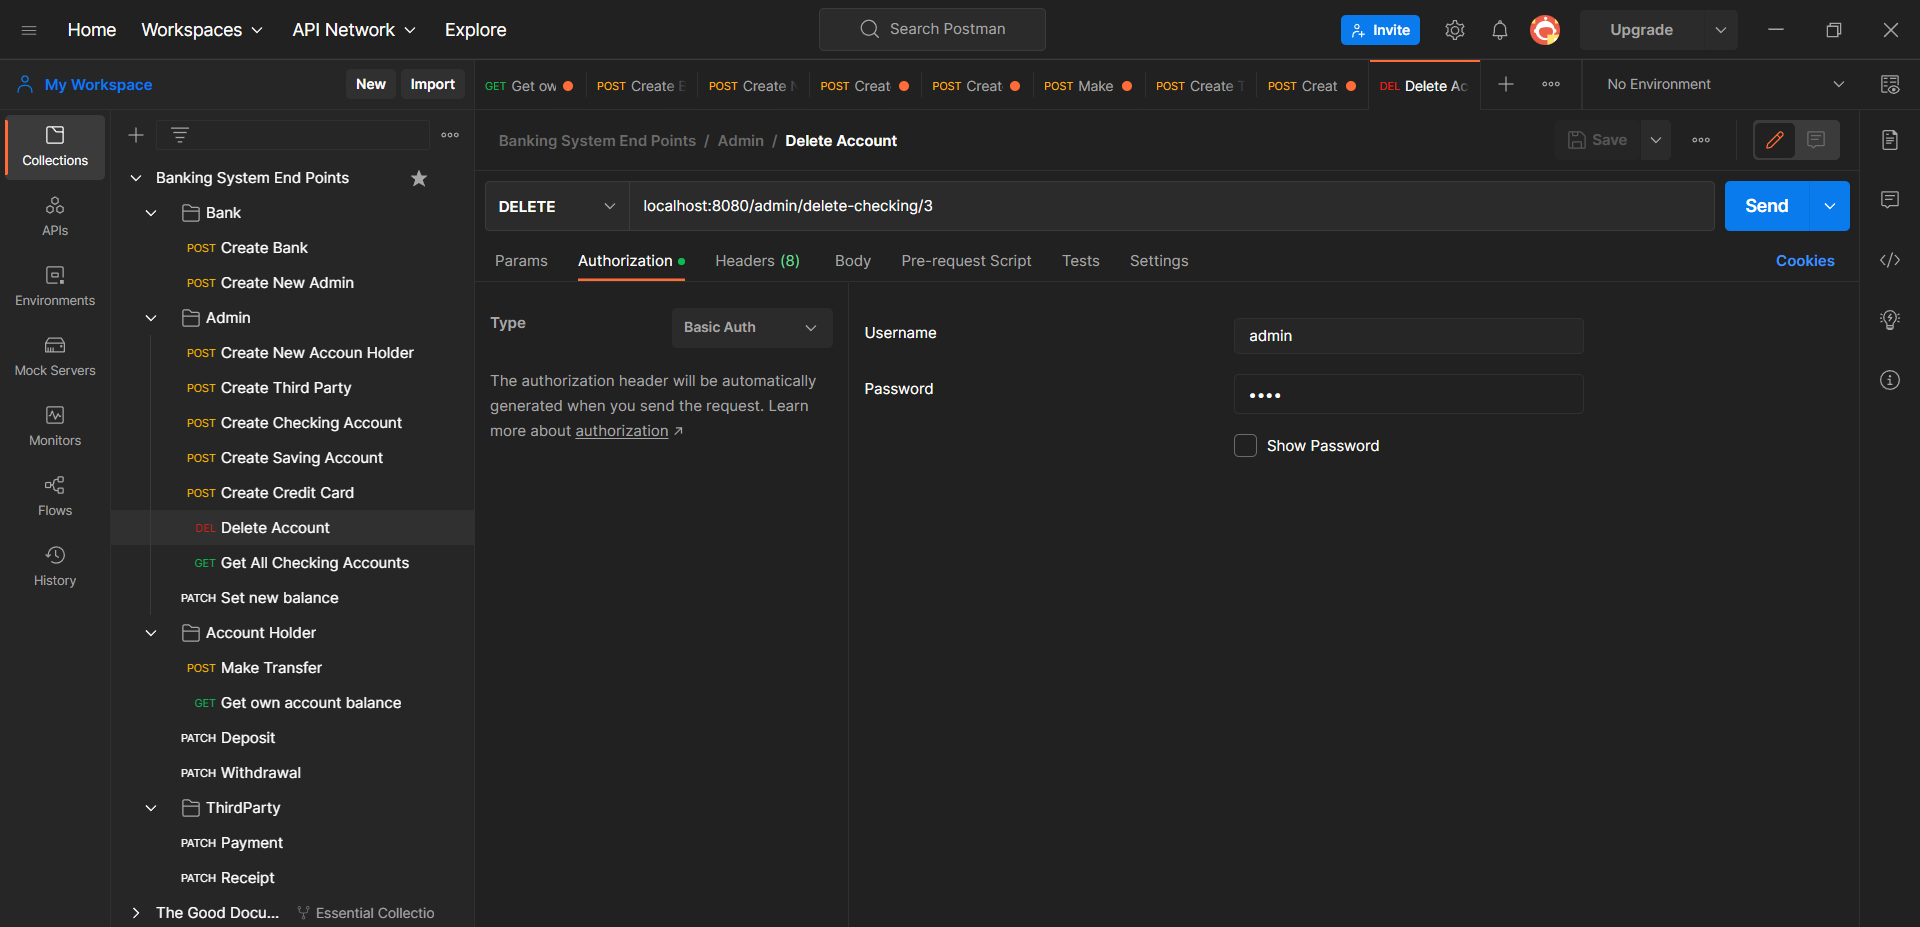 Home Workspaces API Network Explore Search Postman Invite Upgrade
My Workspace New Import
GET Get ow POST Create B POST Create N POST Creat POST Creat POST Make POST Create T POST Creat DEL Delete Ac No Environment
Collections
APIs
Environments
Mock Servers
Monitors
Flows
History
Banking System End Points
Bank
POST Create Bank
POST Create New Admin
Admin
POST Create New Accoun Holder
POST Create Third Party
POST Create Checking Account
POST Create Saving Account
POST Create Credit Card
DEL Delete Account
GET Get All Checking Accounts
PATCH Set new balance
Account Holder
POST Make Transfer
GET Get own account balance
PATCH Deposit
PATCH Withdrawal
ThirdParty
PATCH Payment
PATCH Receipt
The Good Docu... Essential Collectio
Banking System End Points / Admin / Delete Account Save
DELETE localhost:8080/admin/delete-checking/3 Send
Params Authorization Headers (8) Body Pre-request Script Tests Settings Cookies
Type Basic Auth
The authorization header will be automatically
generated when you send the request. Learn
more about authorization ↗
Username admin
Password ••••
Show Password